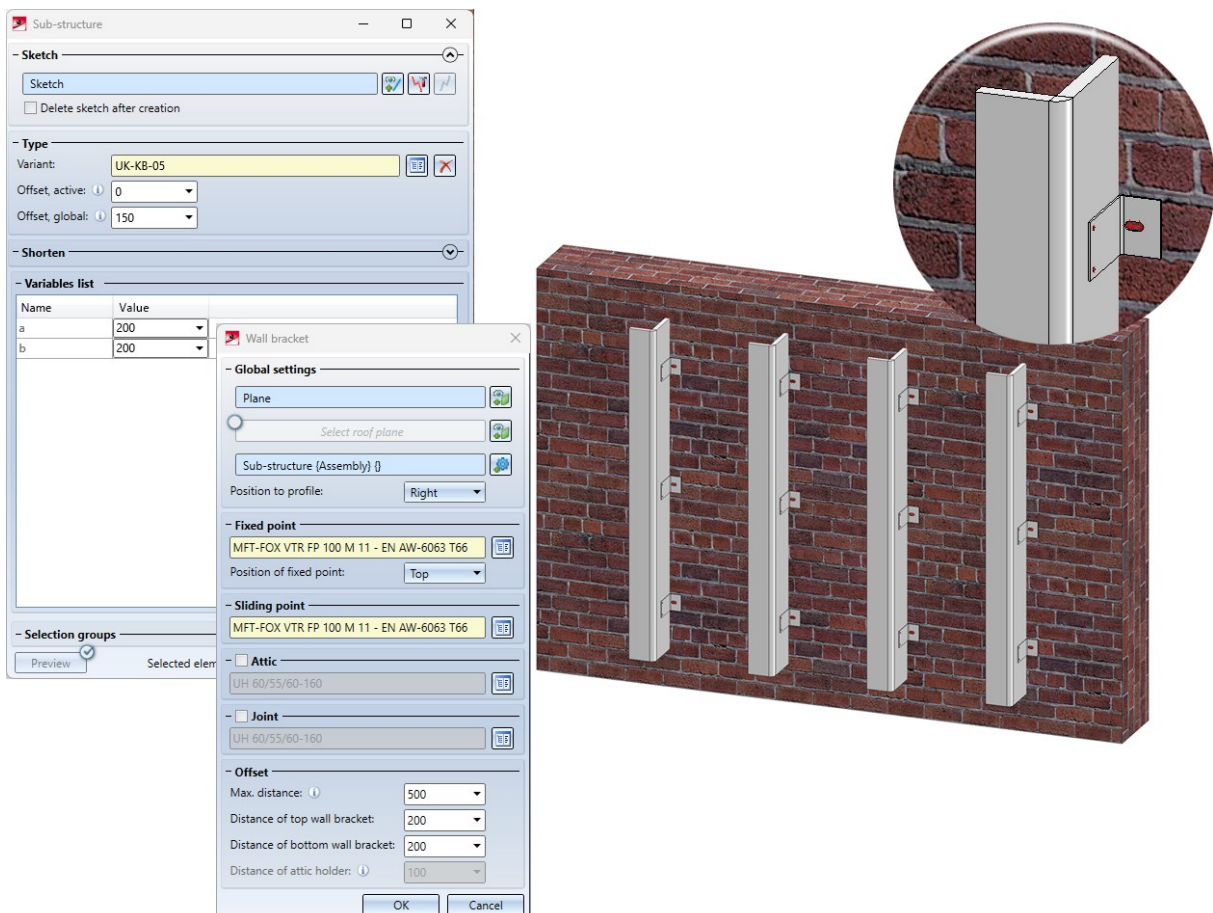 Sub-structure
Sketch
Sketch
Delete sketch after creation
Type
Variant: UK-KB-05
Offset, active: 0
Offset, global: 150
Shorten
Variables list
Name Value
a 200
b 200
Selection groups
Preview Selected elem
Wall bracket
Global settings
Plane
Select roof plane
Sub-structure {Assembly} {}
Position to profile: Right
Fixed point
MFT-FOX VTR FP 100 M 11 - EN AW-6063 T66
Position of fixed point: Top
Sliding point
MFT-FOX VTR FP 100 M 11 - EN AW-6063 T66
Attic
UH 60/55/60-160
Joint
UH 60/55/60-160
Offset
Max. distance: 500
Distance of top wall bracket: 200
Distance of bottom wall bracket: 200
Distance of attic holder: 100
OK Cancel